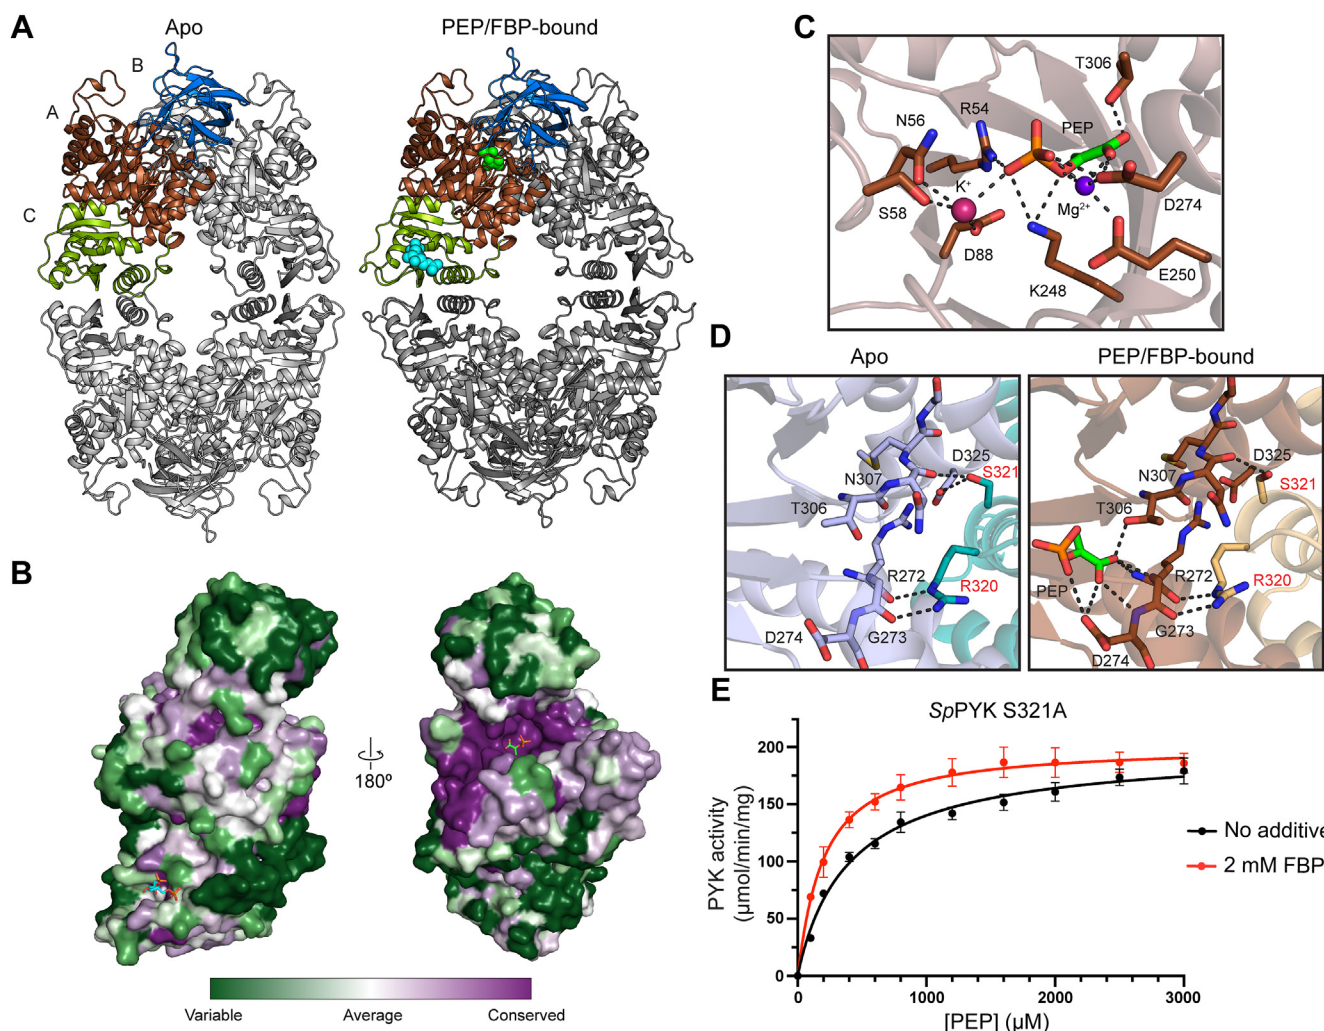 A
Apo
PEP/FBP-bound
B
A
C
C
T306
R54
PEP
N56
K⁺
Mg²⁺
S58
D274
D88
E250
K248
D
Apo
PEP/FBP-bound
D325
N307
S321
T306
R272
R320
D274
G273
D325
N307
S321
T306
PEP
R272
R320
G273
D274
B
180º
Variable
Average
Conserved
E
SpPYK S321A
PYK activity
(µmol/min/mg)
200
150
100
50
0
0
1000
2000
3000
[PEP] (µM)
No additive
2 mM FBP